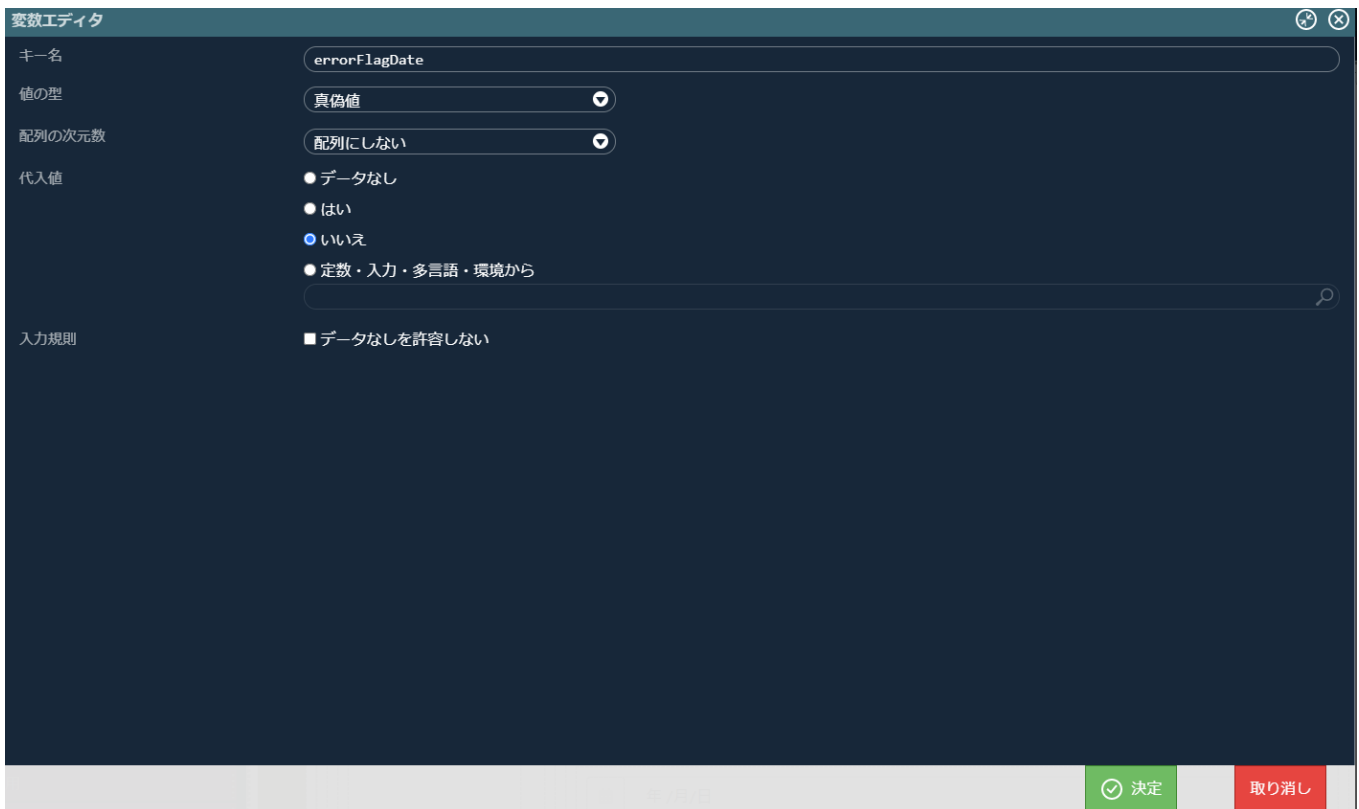 変数エディタ
キー名
errorFlagDate
値の型
真偽値
配列の次元数
配列にしない
代入値
データなし
はい
いいえ
定数・入力・多言語・環境から
入力規則
データなしを許容しない
決定
取り消し